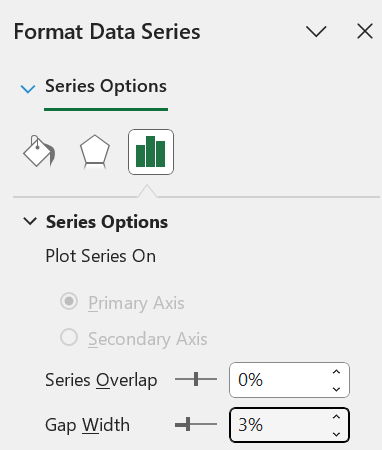 Format Data Series
Series Options
Series Options
Plot Series On
Primary Axis
Secondary Axis
Series Overlap 0%
Gap Width 3%